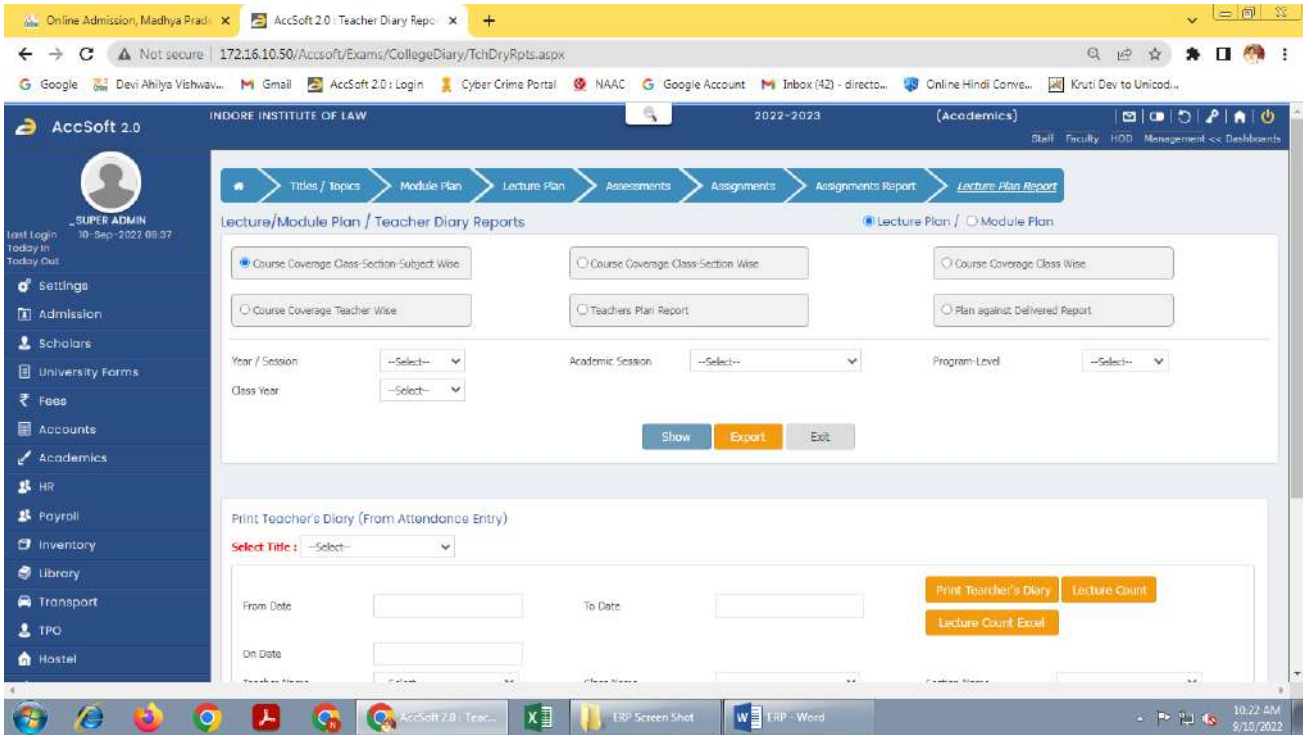 Online Admission, Madhya Prade
AccSoft 2.0 : Teacher Diary Repo
Not secure | 172.16.10.50/Accsoft/Exams/CollegeDiary/TchDryRpts.aspx
Google
Devi Ahilya Vishwav...
Gmail
AccSoft 2.0 : Login
Cyber Crime Portal
NAAC
Google Account
Inbox (42) - directo...
Online Hindi Conve...
Kruti Dev to Unicod...
AccSoft 2.0
INDORE INSTITUTE OF LAW
2022-2023
(Academics)
Staff Faculty HOD Management << Dashboards
_SUPER ADMIN
Last Login 10-Sep-2022 09:37
Today In
Today Out
Settings
Admission
Scholars
University Forms
Fees
Accounts
Academics
HR
Payroll
Inventory
Library
Transport
TPO
Hostel
Titles / Topics
Module Plan
Lecture Plan
Assessments
Assignments
Assignments Report
Lecture Plan Report
Lecture/Module Plan / Teacher Diary Reports
Lecture Plan / Module Plan
Course Coverage Class-Section-Subject Wise
Course Coverage Class-Section Wise
Course Coverage Class Wise
Course Coverage Teacher Wise
Teachers Plan Report
Plan against Delivered Report
Year / Session --Select--
Academic Session --Select--
Program-Level --Select--
Class Year --Select--
Show
Export
Exit
Print Teacher's Diary (From Attendance Entry)
Select Title : --Select--
From Date
To Date
Print Tearcher's Diary
Lecture Count
Lecture Count Excel
On Date
AccSoft 2.0 : Teac...
ERP Screen Shot
ERP - Word
10:22 AM
9/10/2022